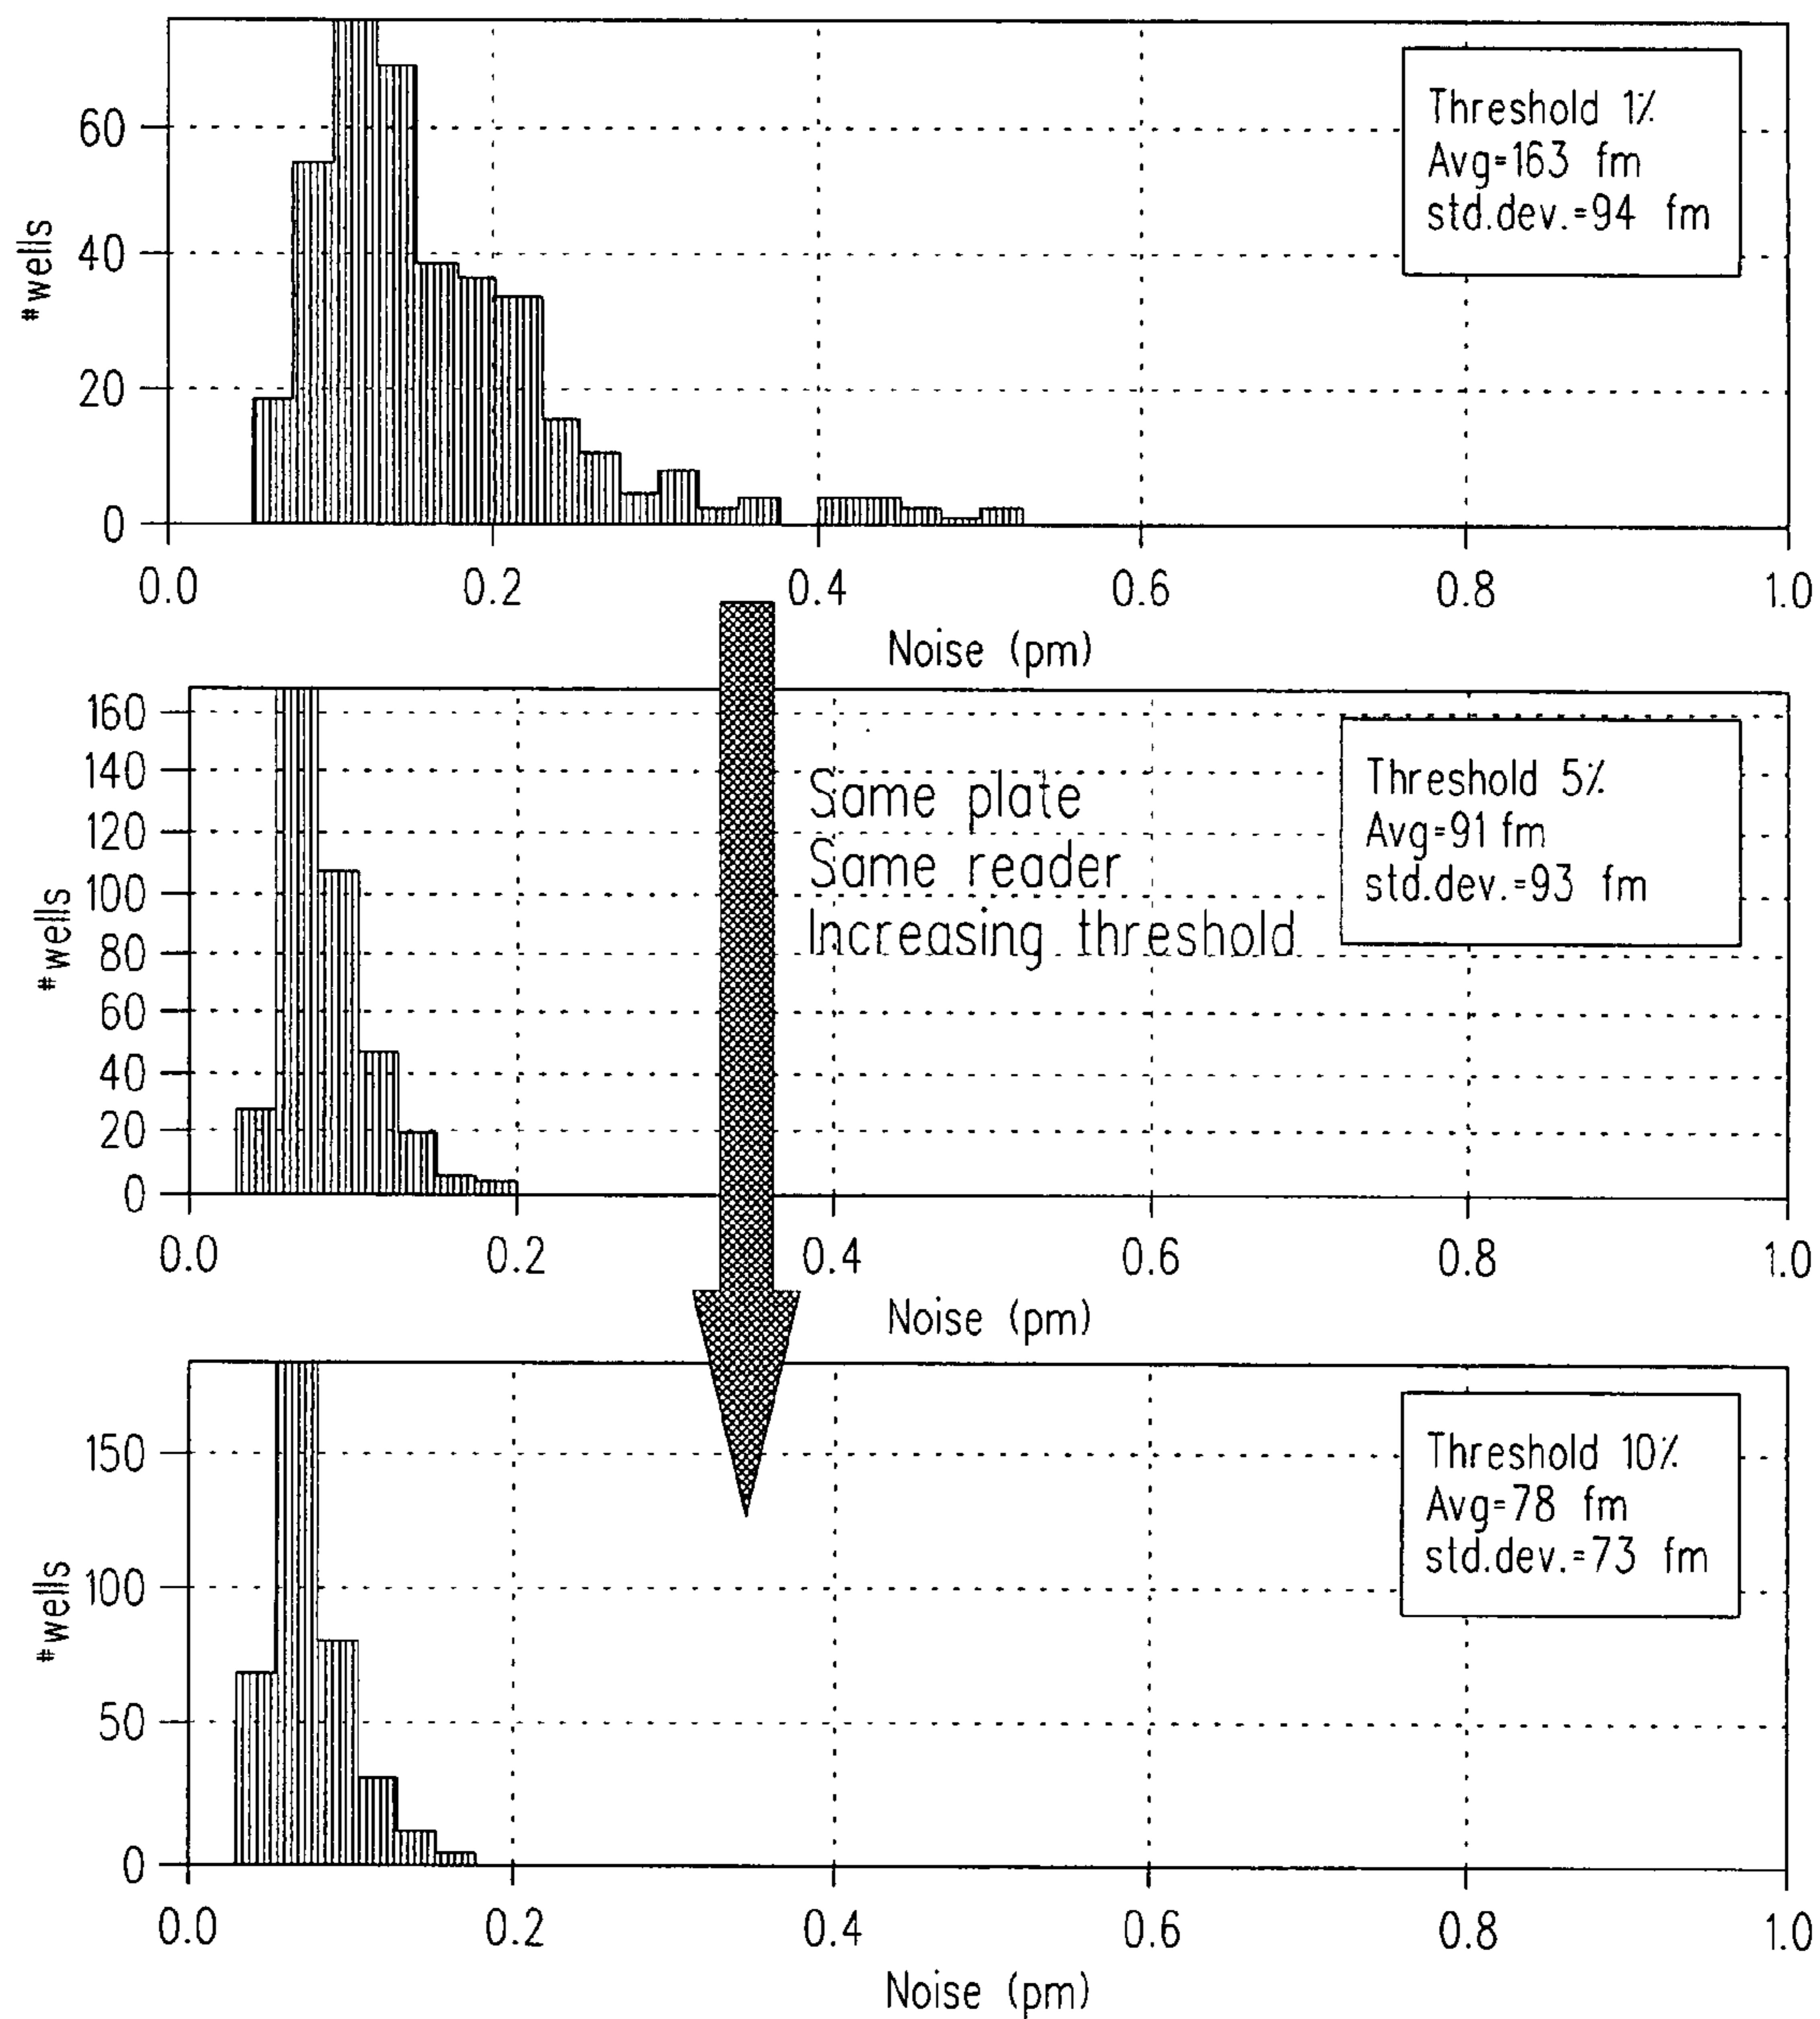 60
40
20
0
#wells
Threshold 1%
Avg=163 fm
std.dev.=94 fm
0.0 0.2 0.4 0.6 0.8 1.0
Noise (pm)
160
140
120
100
80
60
40
20
0
#wells
Same plate
Same reader
Increasing threshold
Threshold 5%
Avg=91 fm
std.dev.=93 fm
0.0 0.2 0.4 0.6 0.8 1.0
Noise (pm)
150
100
50
0
#wells
Threshold 10%
Avg=78 fm
std.dev.=73 fm
0.0 0.2 0.4 0.6 0.8 1.0
Noise (pm)